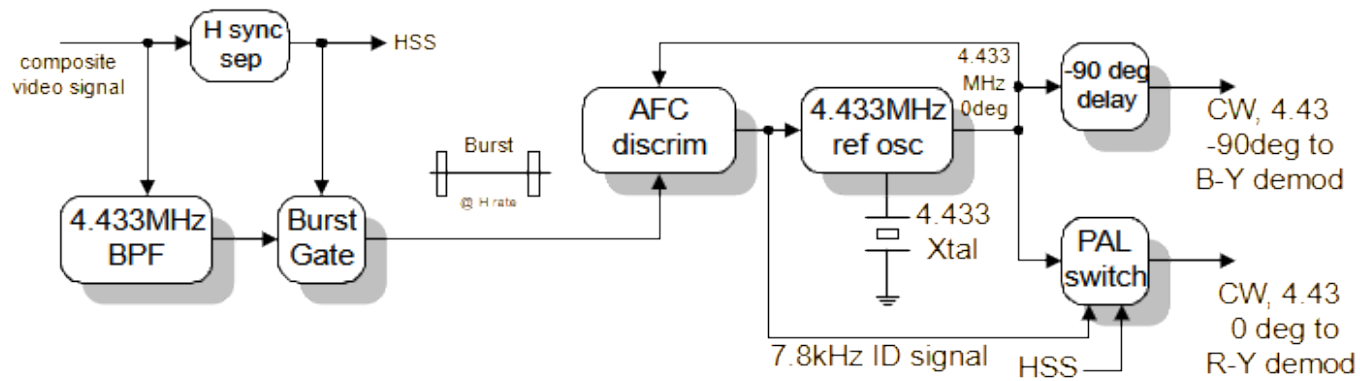 composite
video signal
H sync
sep
HSS
4.433MHz
BPF
Burst
Gate
Burst
@ H rate
AFC
discrim
4.433MHz
ref osc
4.433
MHz
0deg
4.433
Xtal
-90 deg
delay
CW, 4.43
-90deg to
B-Y demod
PAL
switch
CW, 4.43
0 deg to
R-Y demod
7.8kHz ID signal
HSS